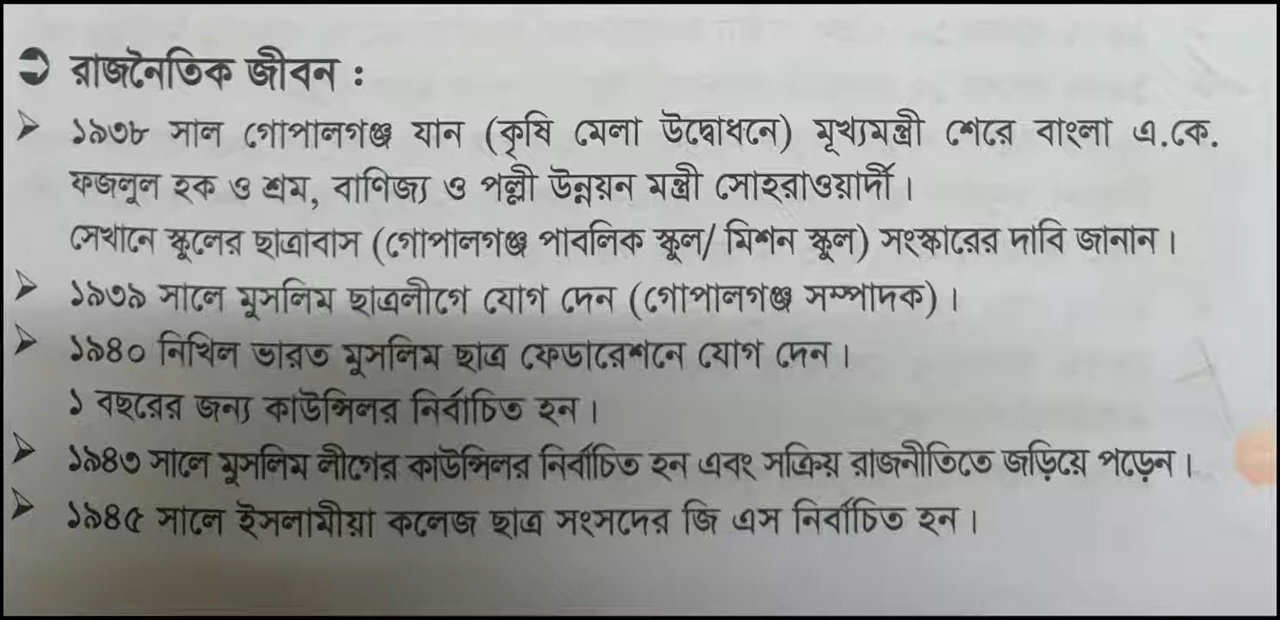 ➲ রাজনৈতিক জীবন :
➢ ১৯৩৮ সাল গোপালগঞ্জ যান (কৃষি মেলা উদ্বোধনে) মূখ্যমন্ত্রী শেরে বাংলা এ.কে.
ফজলুল হক ও শ্রম, বাণিজ্য ও পল্লী উন্নয়ন মন্ত্রী সোহরাওয়ার্দী।
সেখানে স্কুলের ছাত্রাবাস (গোপালগঞ্জ পাবলিক স্কুল/ মিশন স্কুল) সংস্কারের দাবি জানান।
➢ ১৯৩৯ সালে মুসলিম ছাত্রলীগে যোগ দেন (গোপালগঞ্জ সম্পাদক)।
➢ ১৯৪০ নিখিল ভারত মুসলিম ছাত্র ফেডারেশনে যোগ দেন।
১ বছরের জন্য কাউন্সিলর নির্বাচিত হন।
➢ ১৯৪৩ সালে মুসলিম লীগের কাউন্সিলর নির্বাচিত হন এবং সক্রিয় রাজনীতিতে জড়িয়ে পড়েন।
➢ ১৯৪৫ সালে ইসলামীয়া কলেজ ছাত্র সংসদের জি এস নির্বাচিত হন।